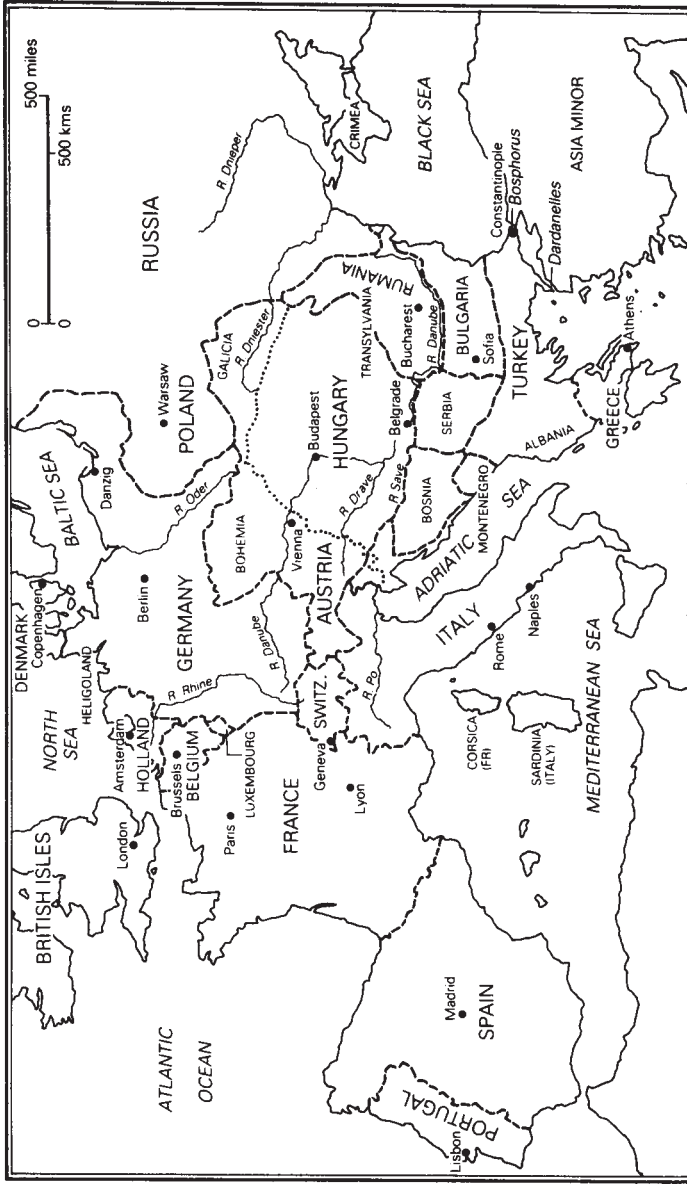 500 miles
500 kms
0
0
BRITISH ISLES
NORTH
SEA
DENMARK
Copenhagen
BALTIC SEA
HELIGOLAND
Danzig
RUSSIA
R. Dnieper
London
Amsterdam
HOLLAND
Berlin
Warsaw
POLAND
ATLANTIC
OCEAN
Brussels
BELGIUM
R. Rhine
GERMANY
R. Oder
GALICIA
R. Dniester
Paris
LUXEMBOURG
BOHEMIA
R. Danube
FRANCE
Vienna
Budapest
HUNGARY
TRANSYLVANIA
RUMANIA
CRIMEA
Geneva
SWITZ.
AUSTRIA
Lyon
R. Po
R. Drave
R. Save
Belgrade
Bucharest
R. Danube
BLACK SEA
BOSNIA
SERBIA
BULGARIA
Sofia
ADRIATIC SEA
MONTENEGRO
ITALY
CORSICA
(FR)
Rome
Naples
ALBANIA
TURKEY
Constantinople
Bosphorus
Dardanelles
ASIA MINOR
PORTUGAL
Lisbon
Madrid
SPAIN
SARDINIA
(ITALY)
MEDITERRANEAN SEA
GREECE
Athens